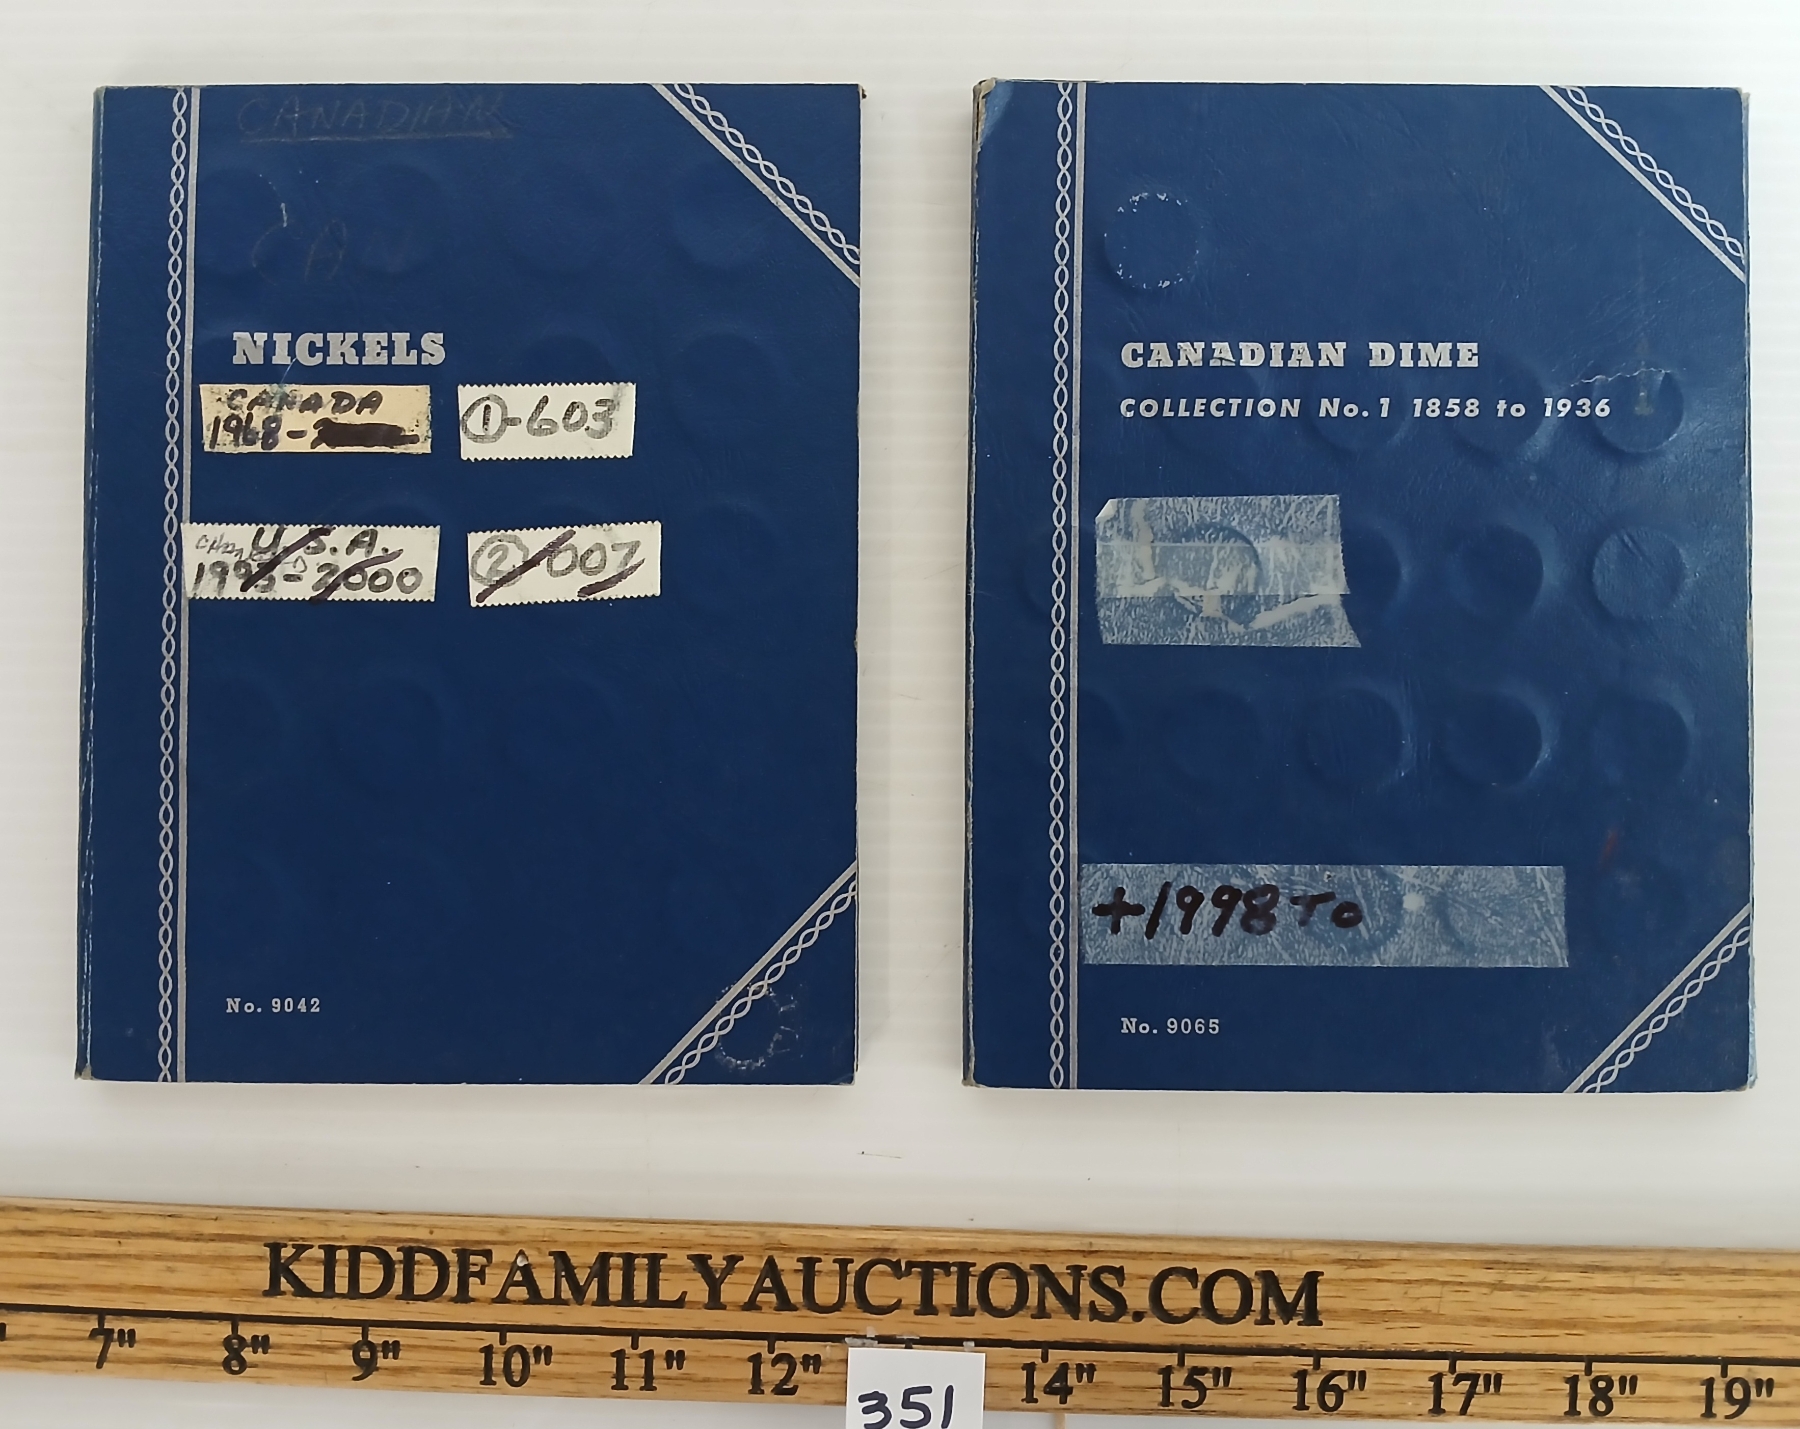 CANADIAN
CAN
NICKELS
CANADA
1968-
①-603
U.S.A.
1993-2000
② 007
No. 9042
CANADIAN DIME
COLLECTION No. 1 1858 to 1936
+1998 TO
No. 9065
KIDDFAMILYAUCTIONS.COM
7" 8" 9" 10" 11" 12" 14" 15" 16" 17" 18" 19"
351